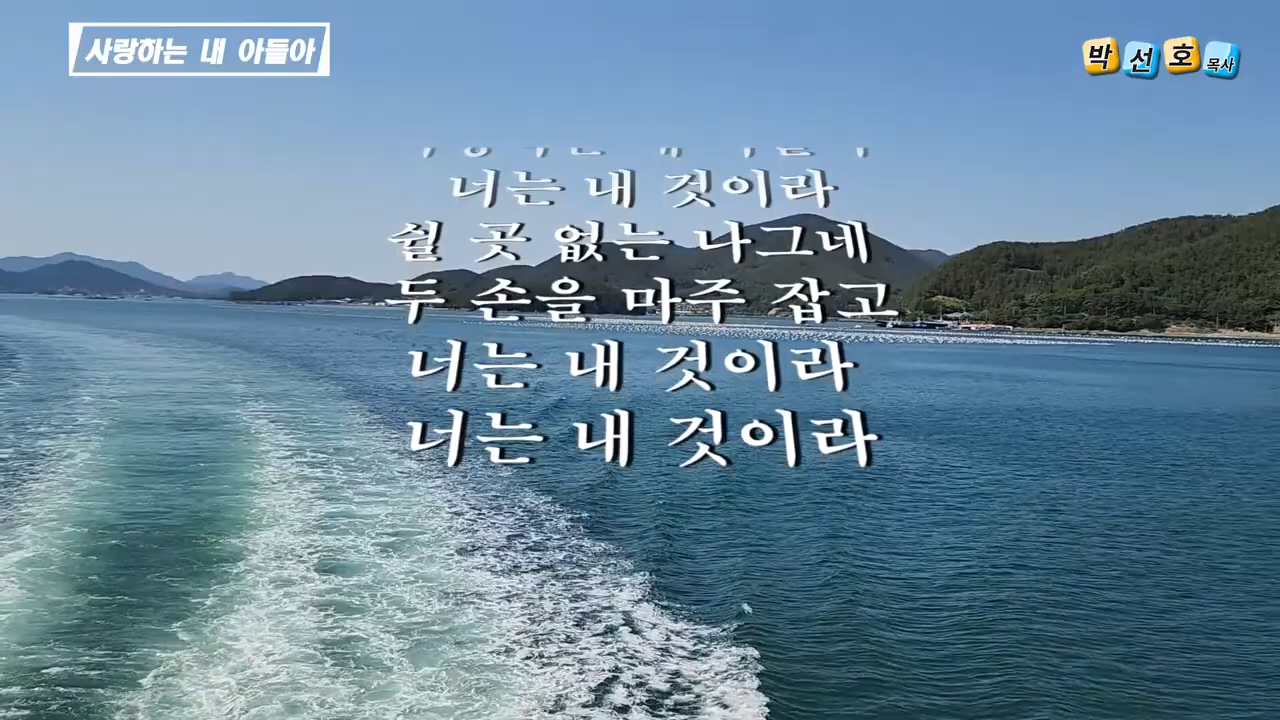 사랑하는 내 아들아
박선호 목사
너는 내 것이라
쉴 곳 없는 나그네
두 손을 마주 잡고
너는 내 것이라
너는 내 것이라